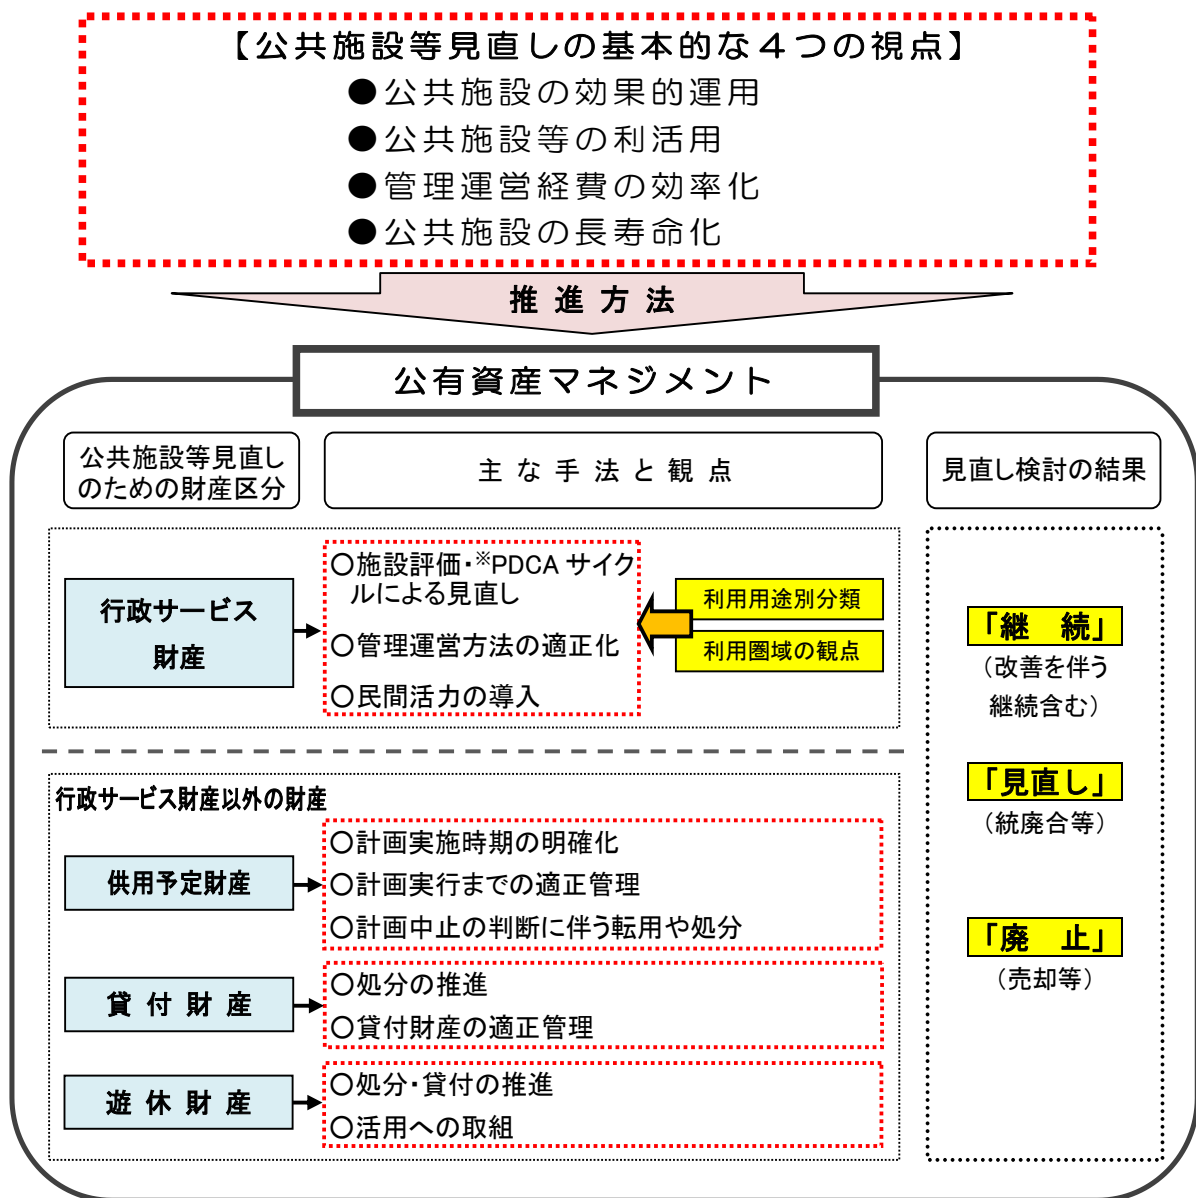 【公共施設等見直しの基本的な４つの視点】
●公共施設の効果的運用
●公共施設等の利活用
●管理運営経費の効率化
●公共施設の長寿命化
推進方法
公有資産マネジメント
公共施設等見直し
のための財産区分
主な手法と観点
見直し検討の結果
行政サービス
財産
○施設評価・※PDCA サイク
ルによる見直し
○管理運営方法の適正化
○民間活力の導入
利用用途別分類
利用圏域の観点
行政サービス財産以外の財産
供用予定財産
○計画実施時期の明確化
○計画実行までの適正管理
○計画中止の判断に伴う転用や処分
貸付財産
○処分の推進
○貸付財産の適正管理
遊休財産
○処分・貸付の推進
○活用への取組
「継　続」
（改善を伴う
継続含む）
「見直し」
（統廃合等）
「廃　止」
（売却等）